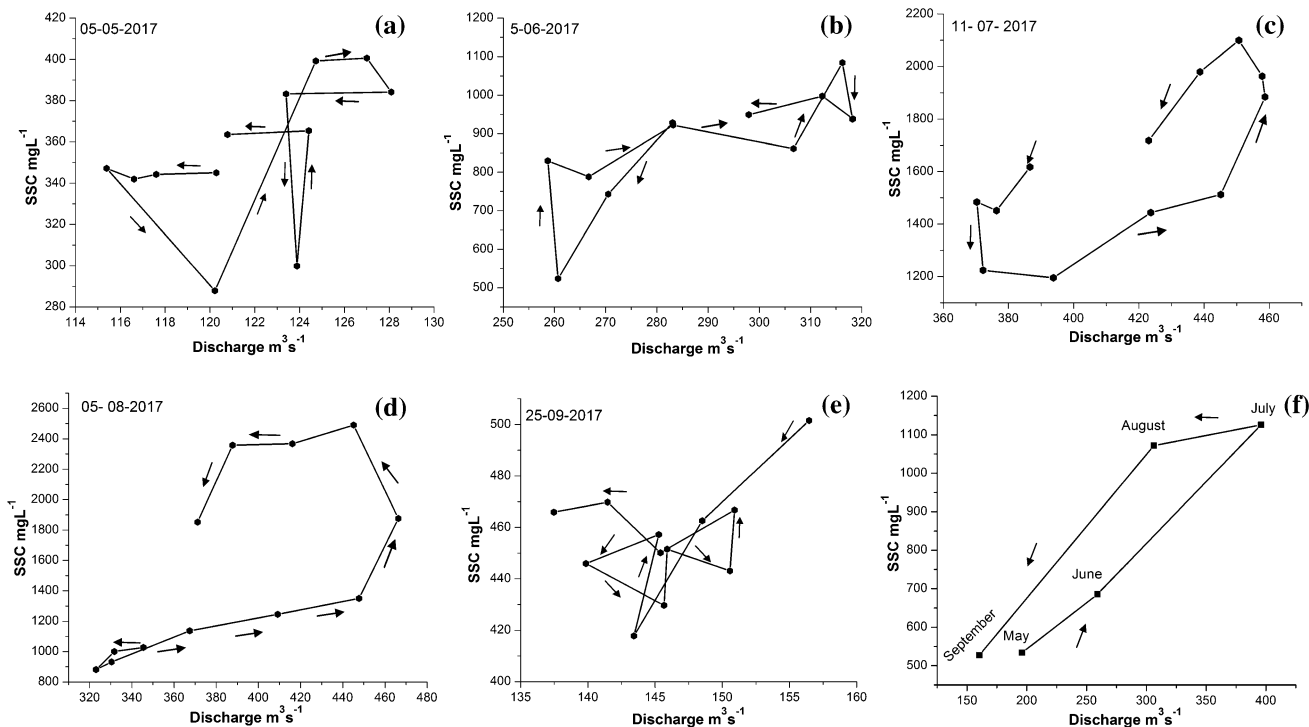 05-05-2017
(a)
420
400
380
360
340
320
300
280
SSC mgL⁻¹
114 116 118 120 122 124 126 128 130
Discharge m³s⁻¹
5-06-2017
(b)
1200
1100
1000
900
800
700
600
500
SSC mgL⁻¹
250 260 270 280 290 300 310 320
Discharge m³s⁻¹
11- 07- 2017
(c)
2200
2000
1800
1600
1400
1200
SSC mgL⁻¹
360 380 400 420 440 460
Discharge m³s⁻¹
05- 08-2017
(d)
2600
2400
2200
2000
1800
1600
1400
1200
1000
800
SSC mgL⁻¹
320 340 360 380 400 420 440 460 480
Discharge m³s⁻¹
25-09-2017
(e)
500
480
460
440
420
400
SSC mgL⁻¹
135 140 145 150 155 160
Discharge m³s⁻¹
(f)
1200
1100
1000
900
800
700
600
500
SSC mgL⁻¹
July
August
June
May
September
150 200 250 300 350 400
Discharge m³s⁻¹